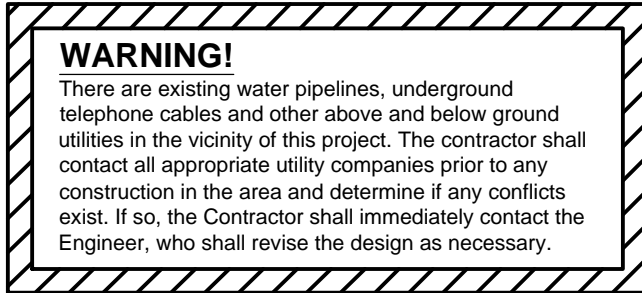 WARNING!
There are existing water pipelines, underground
telephone cables and other above and below ground
utilities in the vicinity of this project. The contractor shall
contact all appropriate utility companies prior to any
construction in the area and determine if any conflicts
exist. If so, the Contractor shall immediately contact the
Engineer, who shall revise the design as necessary.